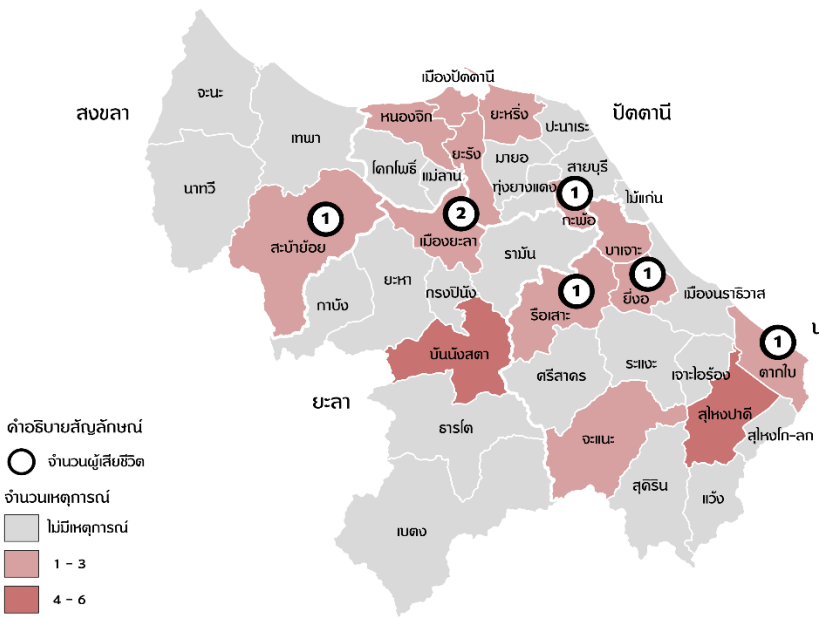 เมืองปัตตานี
สงขลา
ปัตตานี
จะนะ
เทพา
หนองจิก
ยะหริ่ง
ปะนาเระ
ยะรัง
มายอ
โคกโพธิ์
แม่ลาน
สายบุรี
นาทวี
ทุ่งยางแดง
ไม้แก่น
1
กะพ้อ
2
เมืองยะลา
1
สะบ้าย้อย
รามัน
บาเจาะ
ยะหา
กรงปินัง
1
ยี่งอ
เมืองนราธิวาส
กาบัง
1
รือเสาะ
1
ตากใบ
บันนังสตา
ศรีสาคร
ระแงะ
เจาะไอร้อง
ยะลา
สุไหงปาดี
สุไหงโก-ลก
ธารโต
จะแนะ
สุคิริน
แว้ง
เบตง
คำอธิบายสัญลักษณ์
จำนวนผู้เสียชีวิต
จำนวนเหตุการณ์
ไม่มีเหตุการณ์
1 - 3
4 - 6